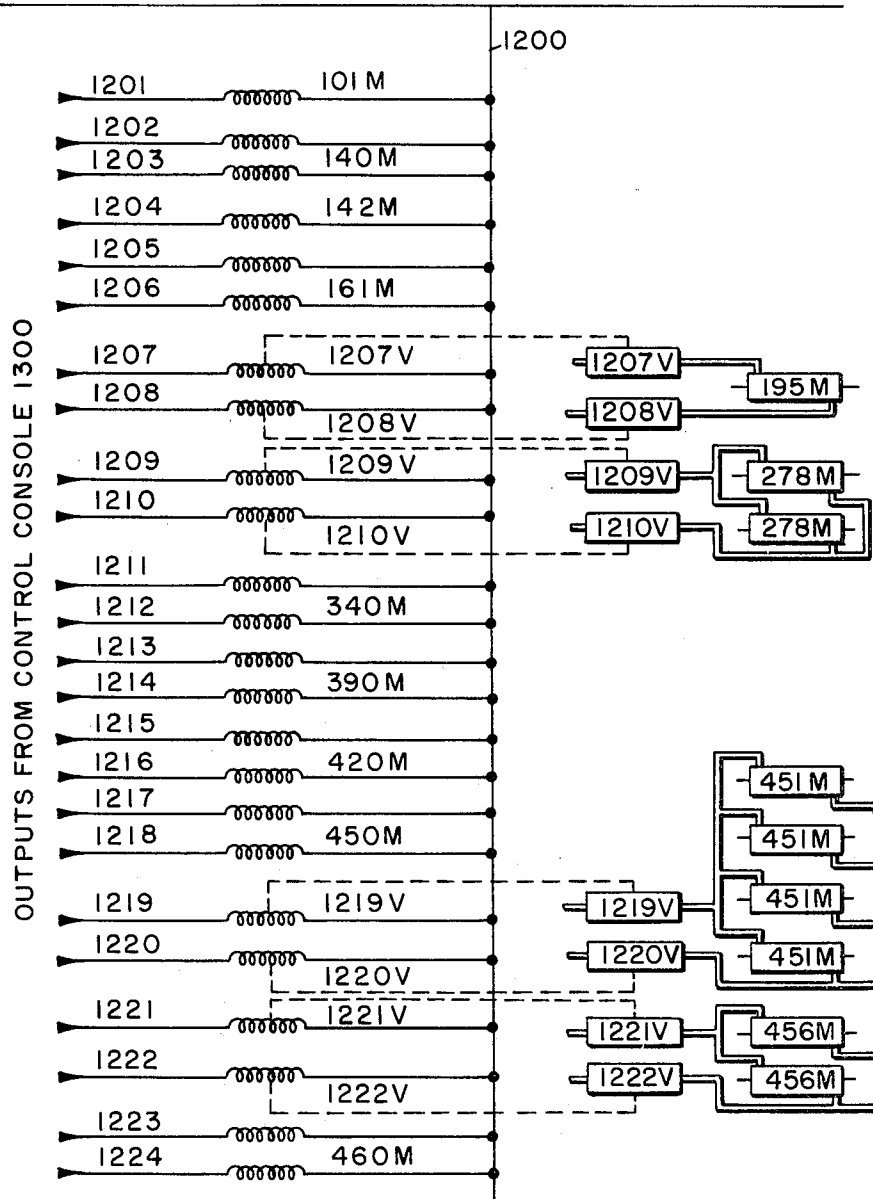 1200
1201 101M
1202
1203 140M
1204 142M
1205
1206 161M
1207 1207V 1207V
195M
1208 1208V
1208V
1209 1209V 1209V 278M
1210 1210V 278M
1210V
1211
1212 340M
1213
1214 390M
1215
1216 420M
451M
1217
1218 450M 451M
1219 1219V 1219V 451M
1220 1220V 451M
1220V
1221 1221V 1221V 456M
1222 1222V 456M
1222V
1223
1224 460M
OUTPUTS FROM CONTROL CONSOLE 1300